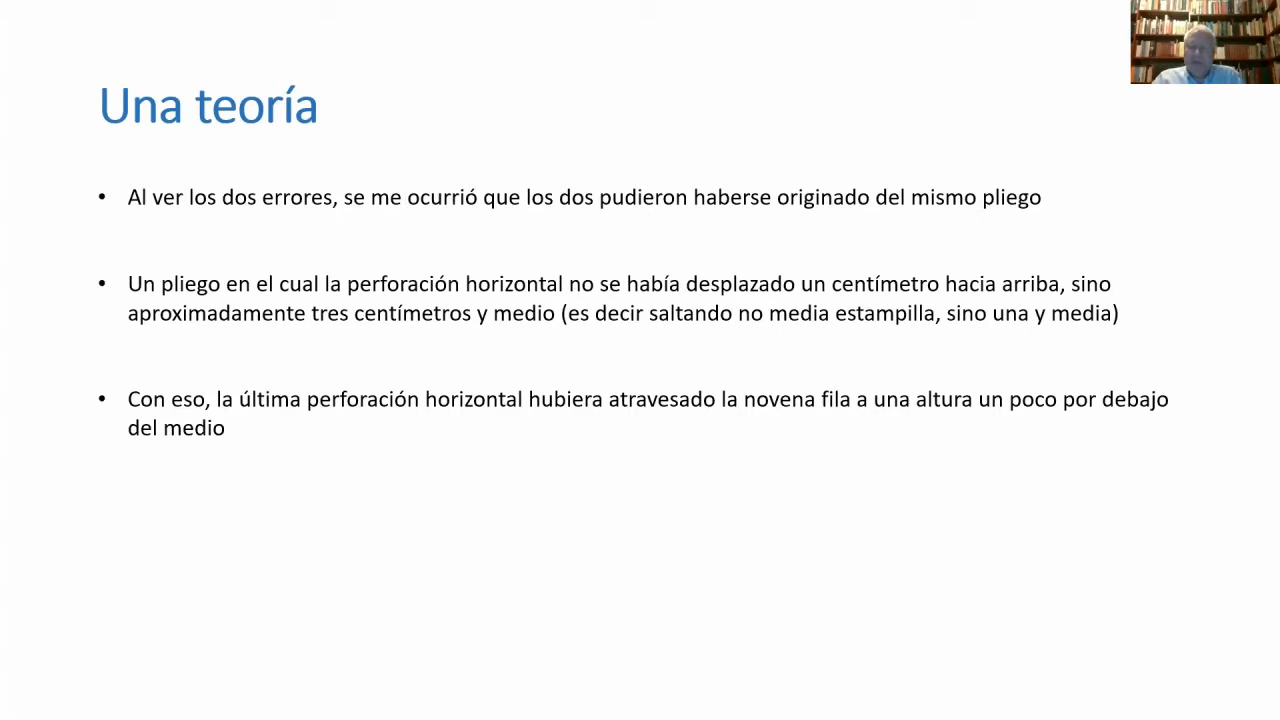 Una teoría
• Al ver los dos errores, se me ocurrió que los dos pudieron haberse originado del mismo pliego
• Un pliego en el cual la perforación horizontal no se había desplazado un centímetro hacia arriba, sino
aproximadamente tres centímetros y medio (es decir saltando no media estampilla, sino una y media)
• Con eso, la última perforación horizontal hubiera atravesado la novena fila a una altura un poco por debajo
del medio